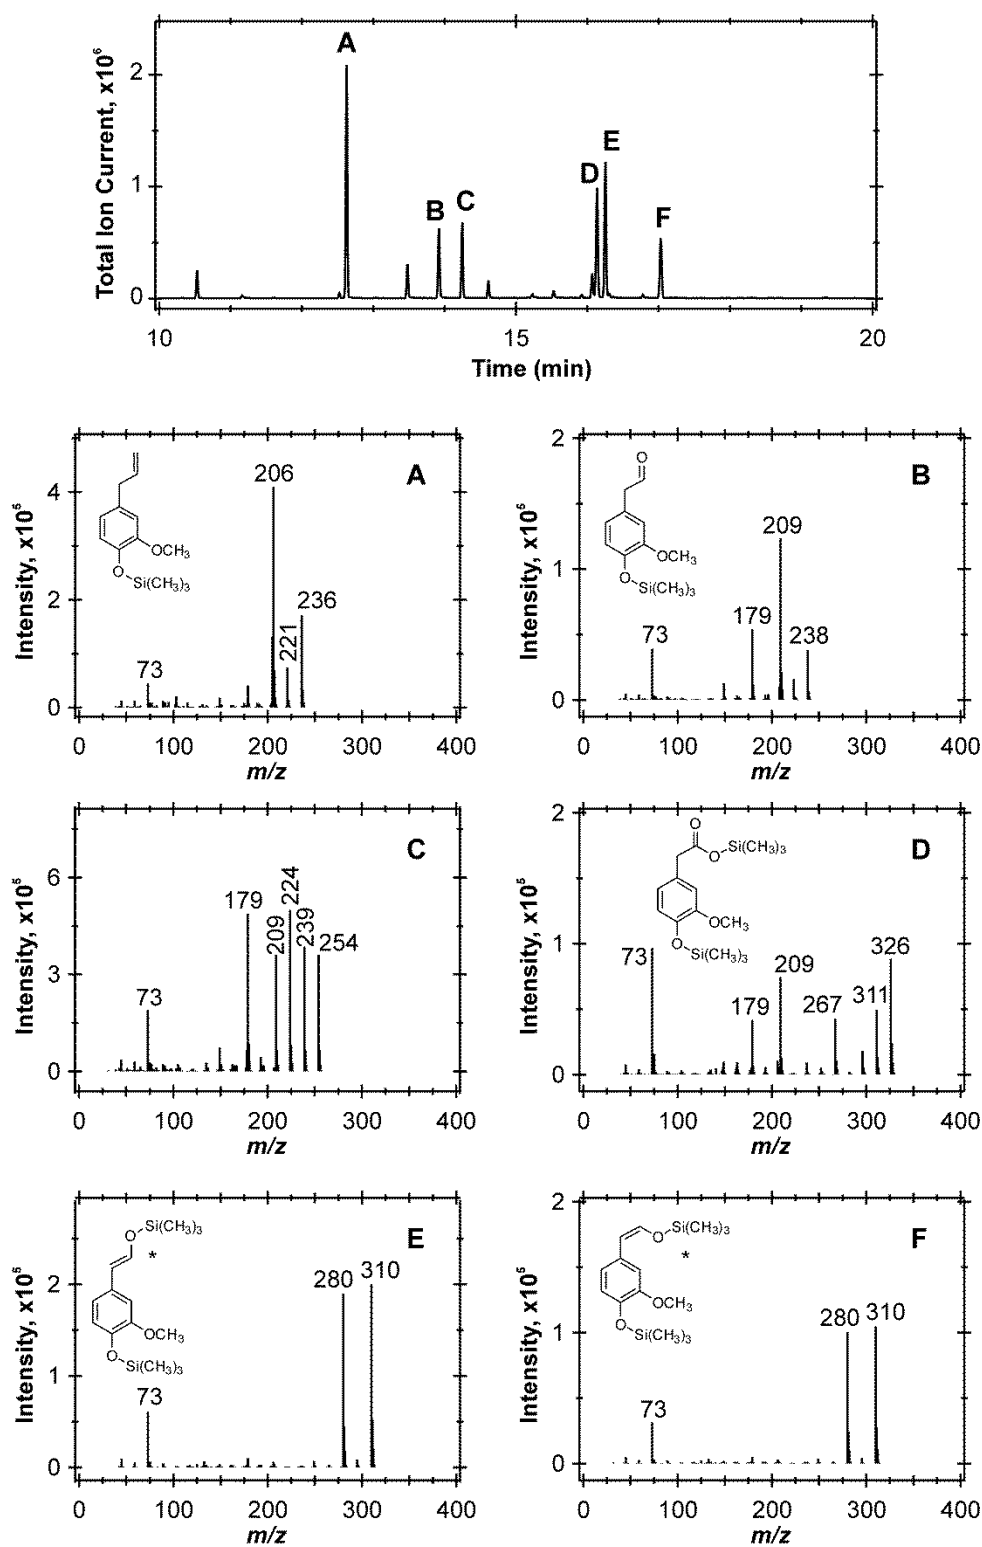 A
B
C
D
E
F
Total Ion Current, x10⁶
2
1
0
10 15 20
Time (min)
A
206
236
221
73
OCH₃
O Si(CH₃)₃
Intensity, x10⁵
4
2
0
0 100 200 300 400
m/z
B
O
OCH₃
O Si(CH₃)₃
209
179
238
73
Intensity, x10⁵
2
1
0
0 100 200 300 400
m/z
C
179
209
224
239
254
73
Intensity, x10⁵
6
3
0
0 100 200 300 400
m/z
D
O
O Si(CH₃)₃
OCH₃
O Si(CH₃)₃
73
179
209
267
311
326
Intensity, x10⁵
2
1
0
0 100 200 300 400
m/z
E
O Si(CH₃)₃
*
OCH₃
O Si(CH₃)₃
280
310
73
Intensity, x10⁵
2
1
0
0 100 200 300 400
m/z
F
O Si(CH₃)₃
*
OCH₃
O Si(CH₃)₃
280
310
73
Intensity, x10⁵
2
1
0
0 100 200 300 400
m/z